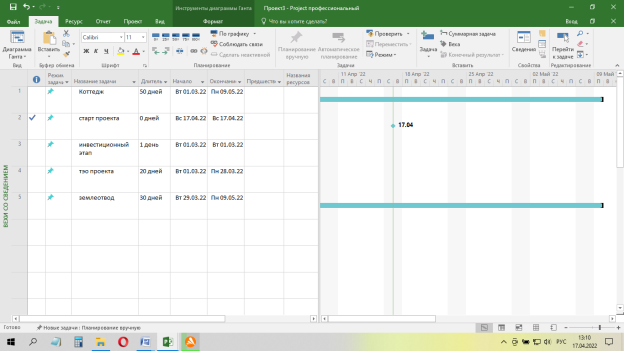 Инструменты диаграммы Ганта
Проект3 - Project профессиональный
Файл
Задача
Ресурс
Отчет
Проект
Вид
Формат
Что вы хотите сделать?
Вход
Диаграмма Ганта
Вид
Вставить
Буфер обмена
Calibri
11
Ж К Ч
Шрифт
По графику
Соблюдать связи
Сделать неактивной
Планирование
Планирование вручную
Автоматическое планирование
Проверить
Переместить
Режим
Задачи
Задача
Суммарная задача
Веха
Конечный результат
Вставить
Сведения
Свойства
Перейти к задаче
Редактирование
Режим задачи
Название задачи
Длител
Начало
Окончание
Предшеств
Названия ресурсов
11 Апр '22
18 Апр '22
25 Апр '22
02 Май '22
09 Май
1 Коттедж 50 дней Вт 01.03.22 Пн 09.05.22
2 старт проекта 0 дней Вс 17.04.22 Вс 17.04.22
17.04
3 инвестиционный этап 1 день Вт 01.03.22 Вт 01.03.22
4 тэо проекта 20 дней Вт 01.03.22 Пн 28.03.22
5 землеотвод 30 дней Вт 29.03.22 Пн 09.05.22
ВЕХИ СО СВЕДЕНИЕМ
Готово
Новые задачи : Планирование вручную
РУС
13:10
17.04.2022